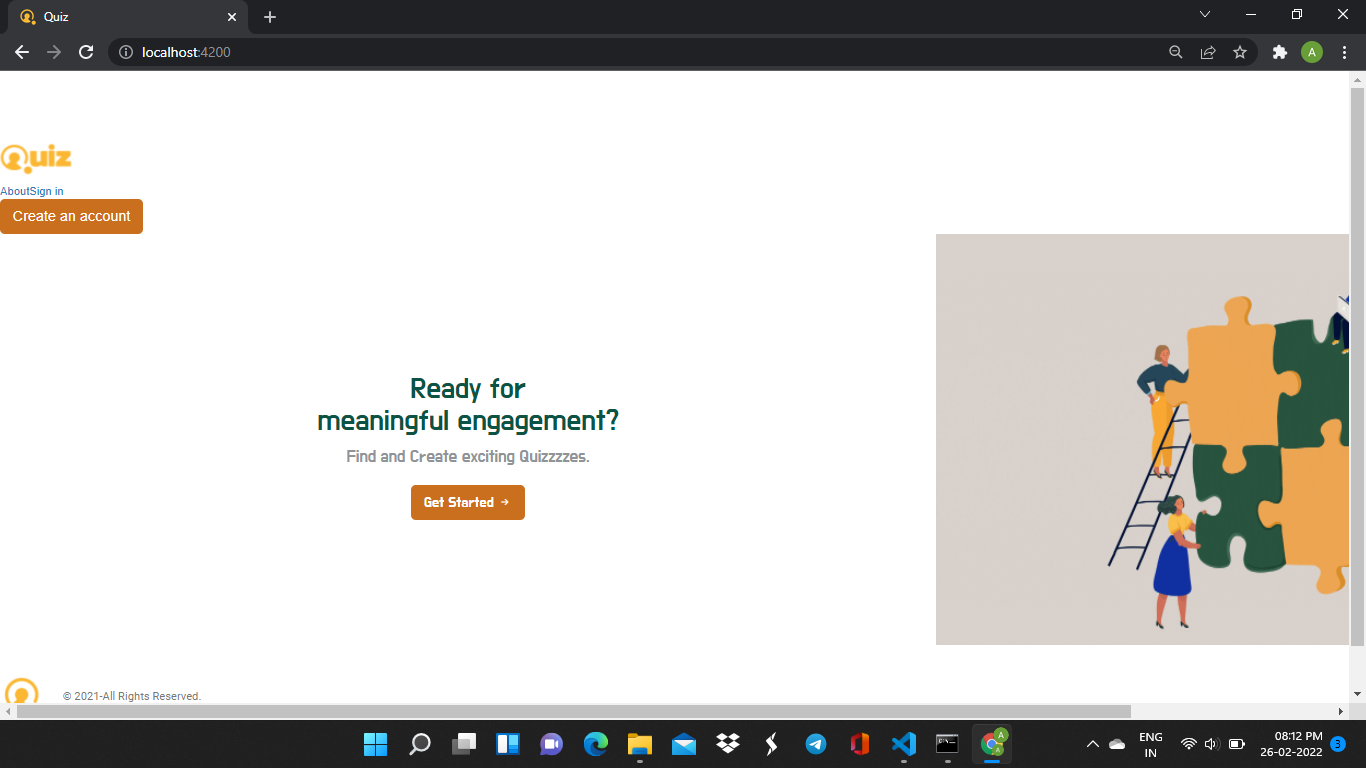 Quiz
localhost:4200
A
Quiz
AboutSign in
Create an account
Ready for
meaningful engagement?
Find and Create exciting Quizzzzes.
Get Started →
© 2021-All Rights Reserved.
A
ENG
IN
08:12 PM
26-02-2022
3